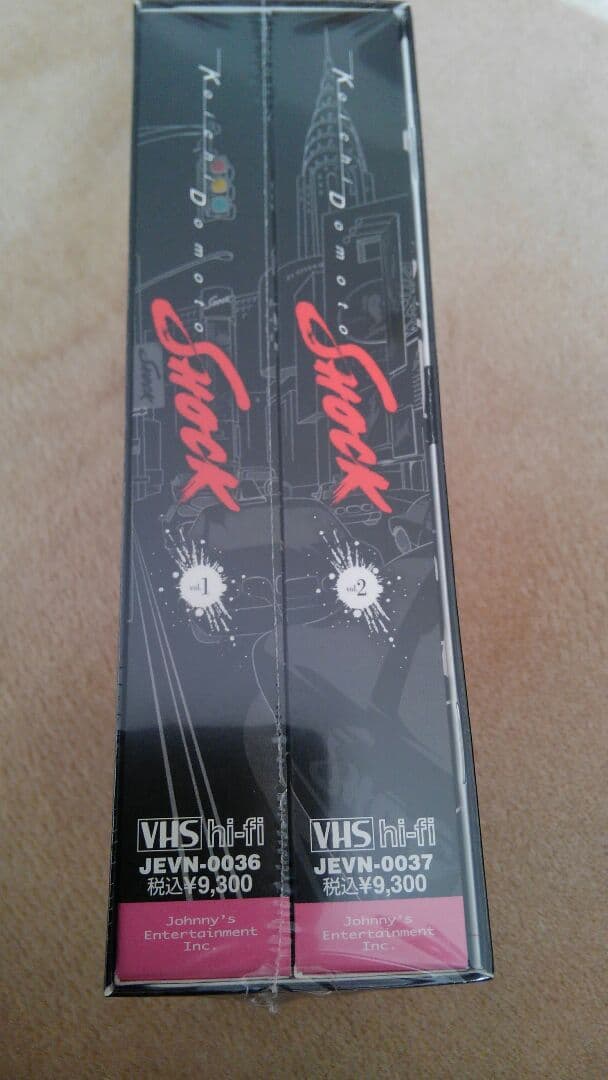 Koichi Domoto
SHOCK
vol.1
VHS hi-fi
JEVN-0036
税込¥9,300
Johnny's
Entertainment
Inc.
Koichi Domoto
SHOCK
vol.2
VHS hi-fi
JEVN-0037
税込¥9,300
Johnny's
Entertainment
Inc.